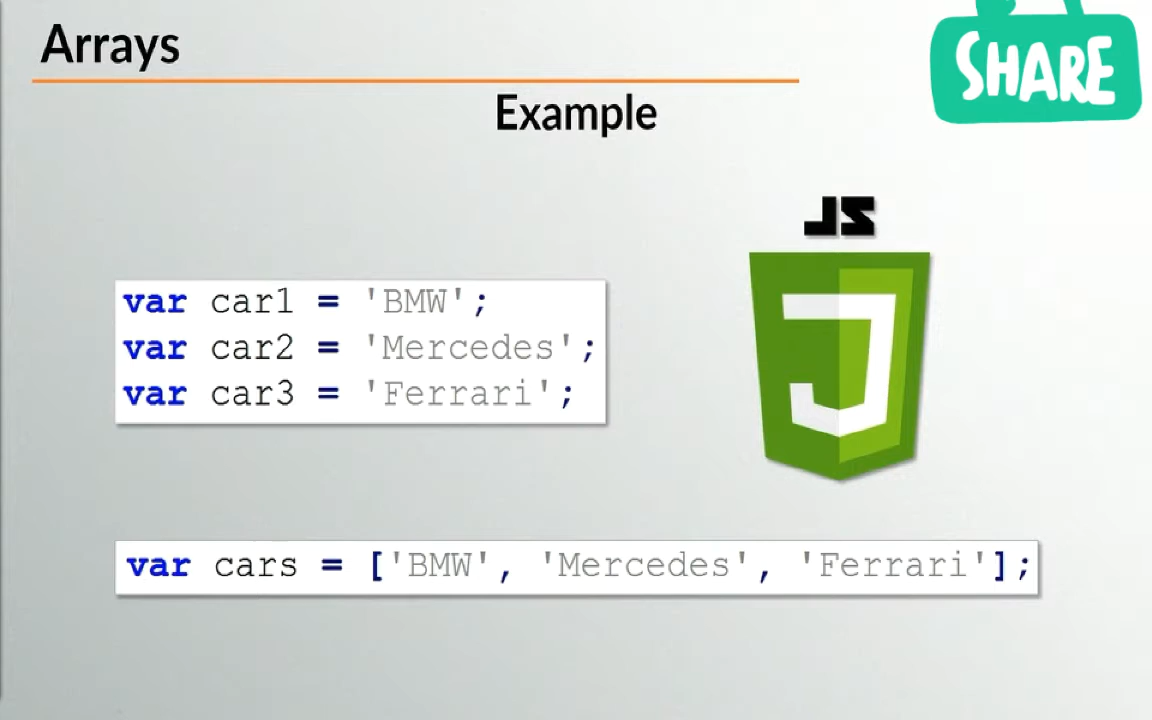 Arrays
SHARE
Example
JS
J
var car1 = 'BMW';
var car2 = 'Mercedes';
var car3 = 'Ferrari';
var cars = ['BMW', 'Mercedes', 'Ferrari'];